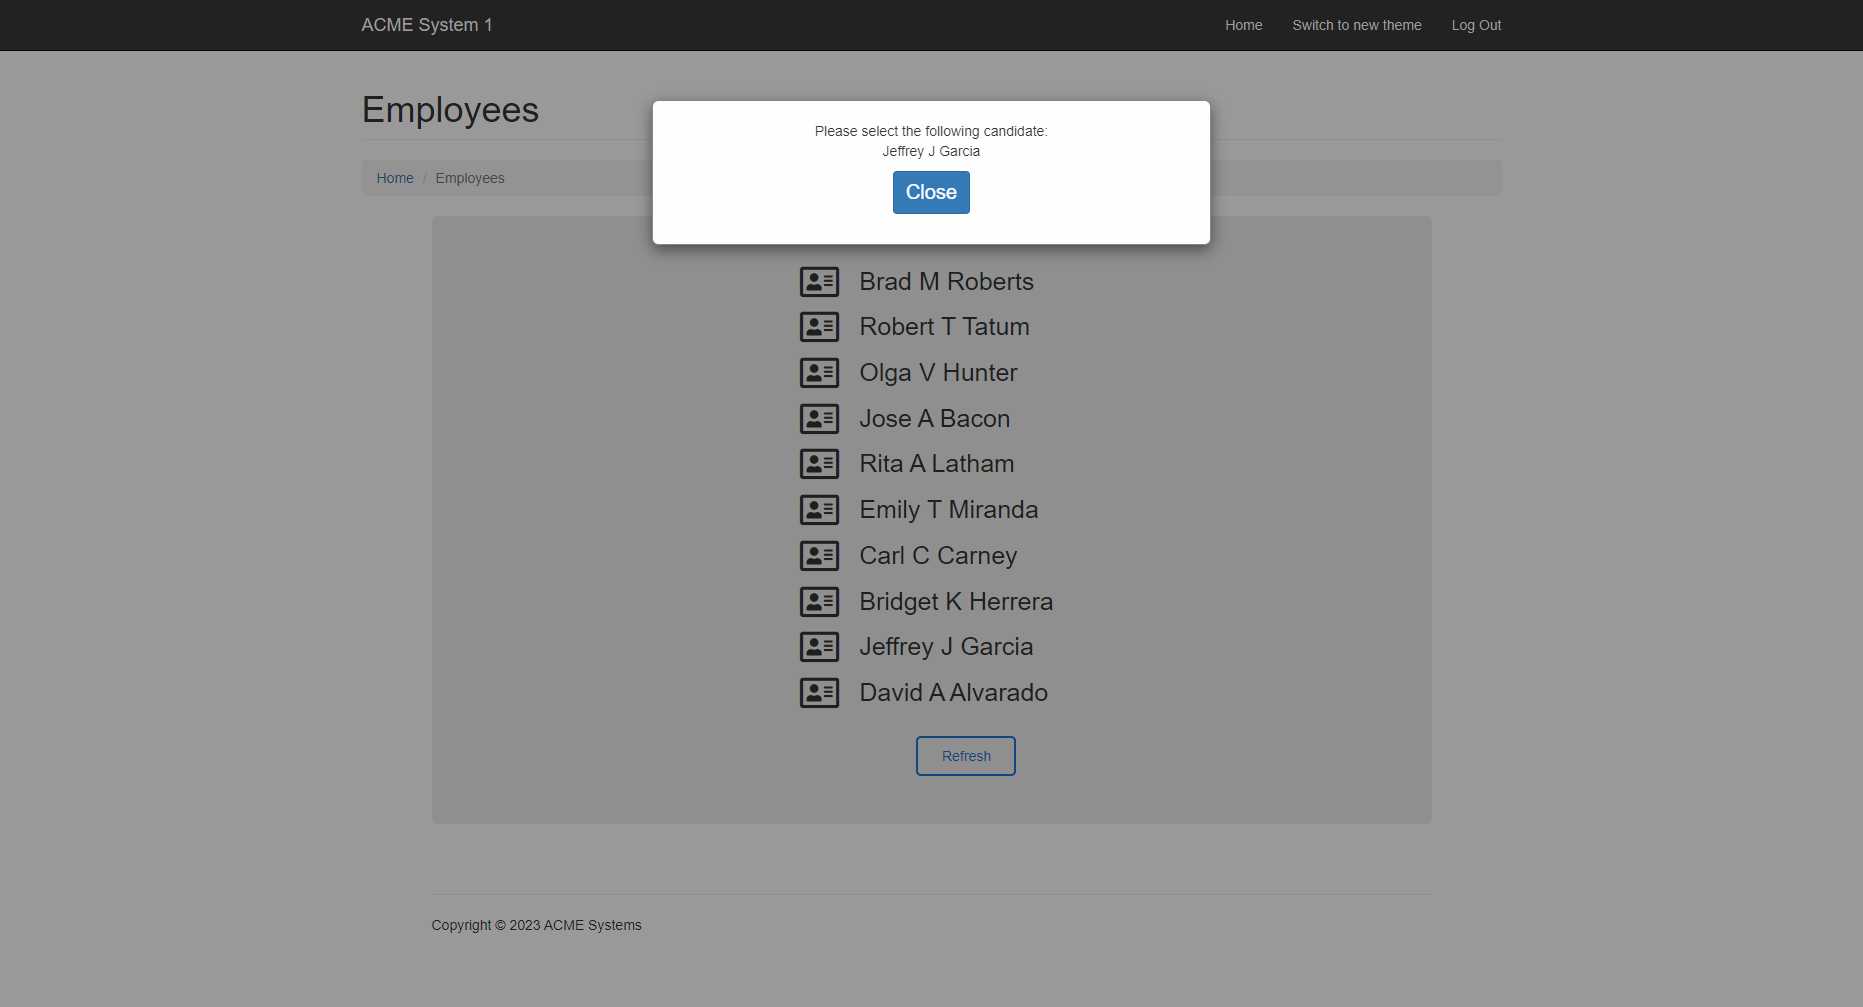 ACME System 1
Home
Switch to new theme
Log Out
Employees
Please select the following candidate:
Jeffrey J Garcia
Close
Home / Employees
Brad M Roberts
Robert T Tatum
Olga V Hunter
Jose A Bacon
Rita A Latham
Emily T Miranda
Carl C Carney
Bridget K Herrera
Jeffrey J Garcia
David A Alvarado
Refresh
Copyright © 2023 ACME Systems